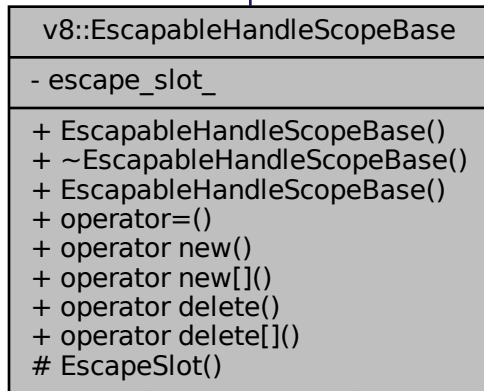 v8::EscapableHandleScopeBase
- escape_slot_
+ EscapableHandleScopeBase()
+ ~EscapableHandleScopeBase()
+ EscapableHandleScopeBase()
+ operator=()
+ operator new()
+ operator new[]()
+ operator delete()
+ operator delete[]()
# EscapeSlot()